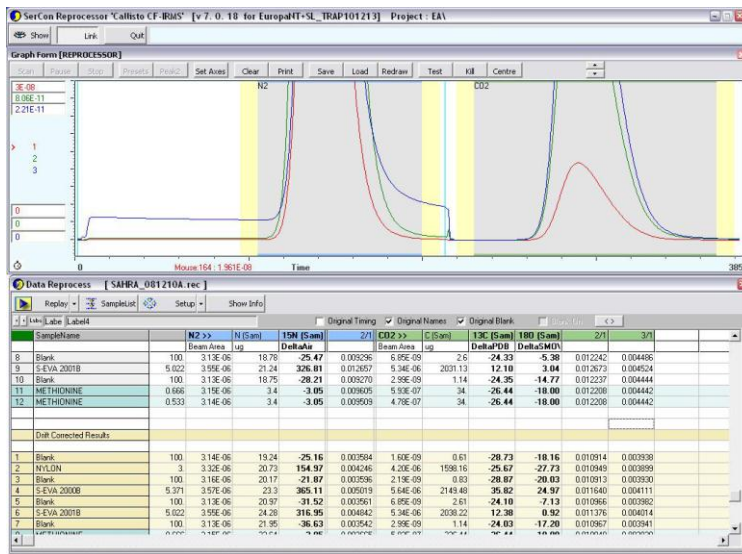 SerCon Reprocessor 'Callisto CF-IRMS' [v 7. 0. 18 for EuropaNT+SL_TRAP101213] Project : EA\
Show Link Quit
Graph Form [REPROCESSOR]
Scan Pause Stop Presets Peak2 Set Axes Clear Print Save Load Redraw Test Kill Centre
3E-08
8.06E-11
2.21E-11
N2 CO2
1
2
3
0
0
0
0 Mouse:164 : 1.961E-08 Time 385
Data Reprocess [ SAHRA_081210A.rec ]
Replay SampleList Setup Show Info
Labe Label4 Original Timing Original Names Original Blank <>
SampleName N2 >> N (Sam) 15N (Sam) 2/1 CO2 >> C (Sam) 13C (Sam) 18O (Sam) 2/1 3/1
Beam Area ug DeltaAir Beam Area ug DeltaPDB DeltaSMO\
8 Blank 100. 3.13E-06 18.78 -25.47 0.009296 6.85E-09 2.6 -24.33 -5.38 0.012242 0.004486
9 S-EVA 2001B 5.022 3.55E-06 21.24 326.81 0.012657 5.34E-06 2031.13 12.10 3.04 0.012673 0.004524
10 Blank 100. 3.13E-06 18.75 -28.21 0.009270 2.99E-09 1.14 -24.35 -14.77 0.012237 0.004444
11 METHIONINE 0.666 3.15E-06 3.4 -3.05 0.009605 5.93E-07 34. -26.44 -18.00 0.012208 0.004442
12 METHIONINE 0.533 3.14E-06 3.4 -3.05 0.009509 4.78E-07 34. -26.44 -18.00 0.012208 0.004442
Drift Corrected Results
1 Blank 100. 3.14E-06 19.24 -25.16 0.003584 1.60E-09 0.61 -28.73 -18.16 0.010914 0.003938
2 NYLON 3. 3.32E-06 20.73 154.97 0.004246 4.20E-06 1598.16 -25.67 -27.73 0.010949 0.003899
3 Blank 100. 3.14E-06 20.17 -21.87 0.003596 2.19E-09 0.83 -28.87 -20.03 0.010913 0.003930
4 S-EVA 2000B 5.371 3.57E-06 23.3 365.11 0.005019 5.64E-06 2149.48 35.82 24.97 0.011640 0.004111
5 Blank 100. 3.13E-06 20.97 -31.52 0.003561 6.85E-09 2.61 -24.10 -7.13 0.010966 0.003982
6 S-EVA 2001B 5.022 3.55E-06 24.28 316.95 0.004842 5.34E-06 2038.22 12.38 0.92 0.011376 0.004014
7 Blank 100. 3.13E-06 21.95 -36.63 0.003542 2.99E-09 1.14 -24.03 -17.20 0.010967 0.003941